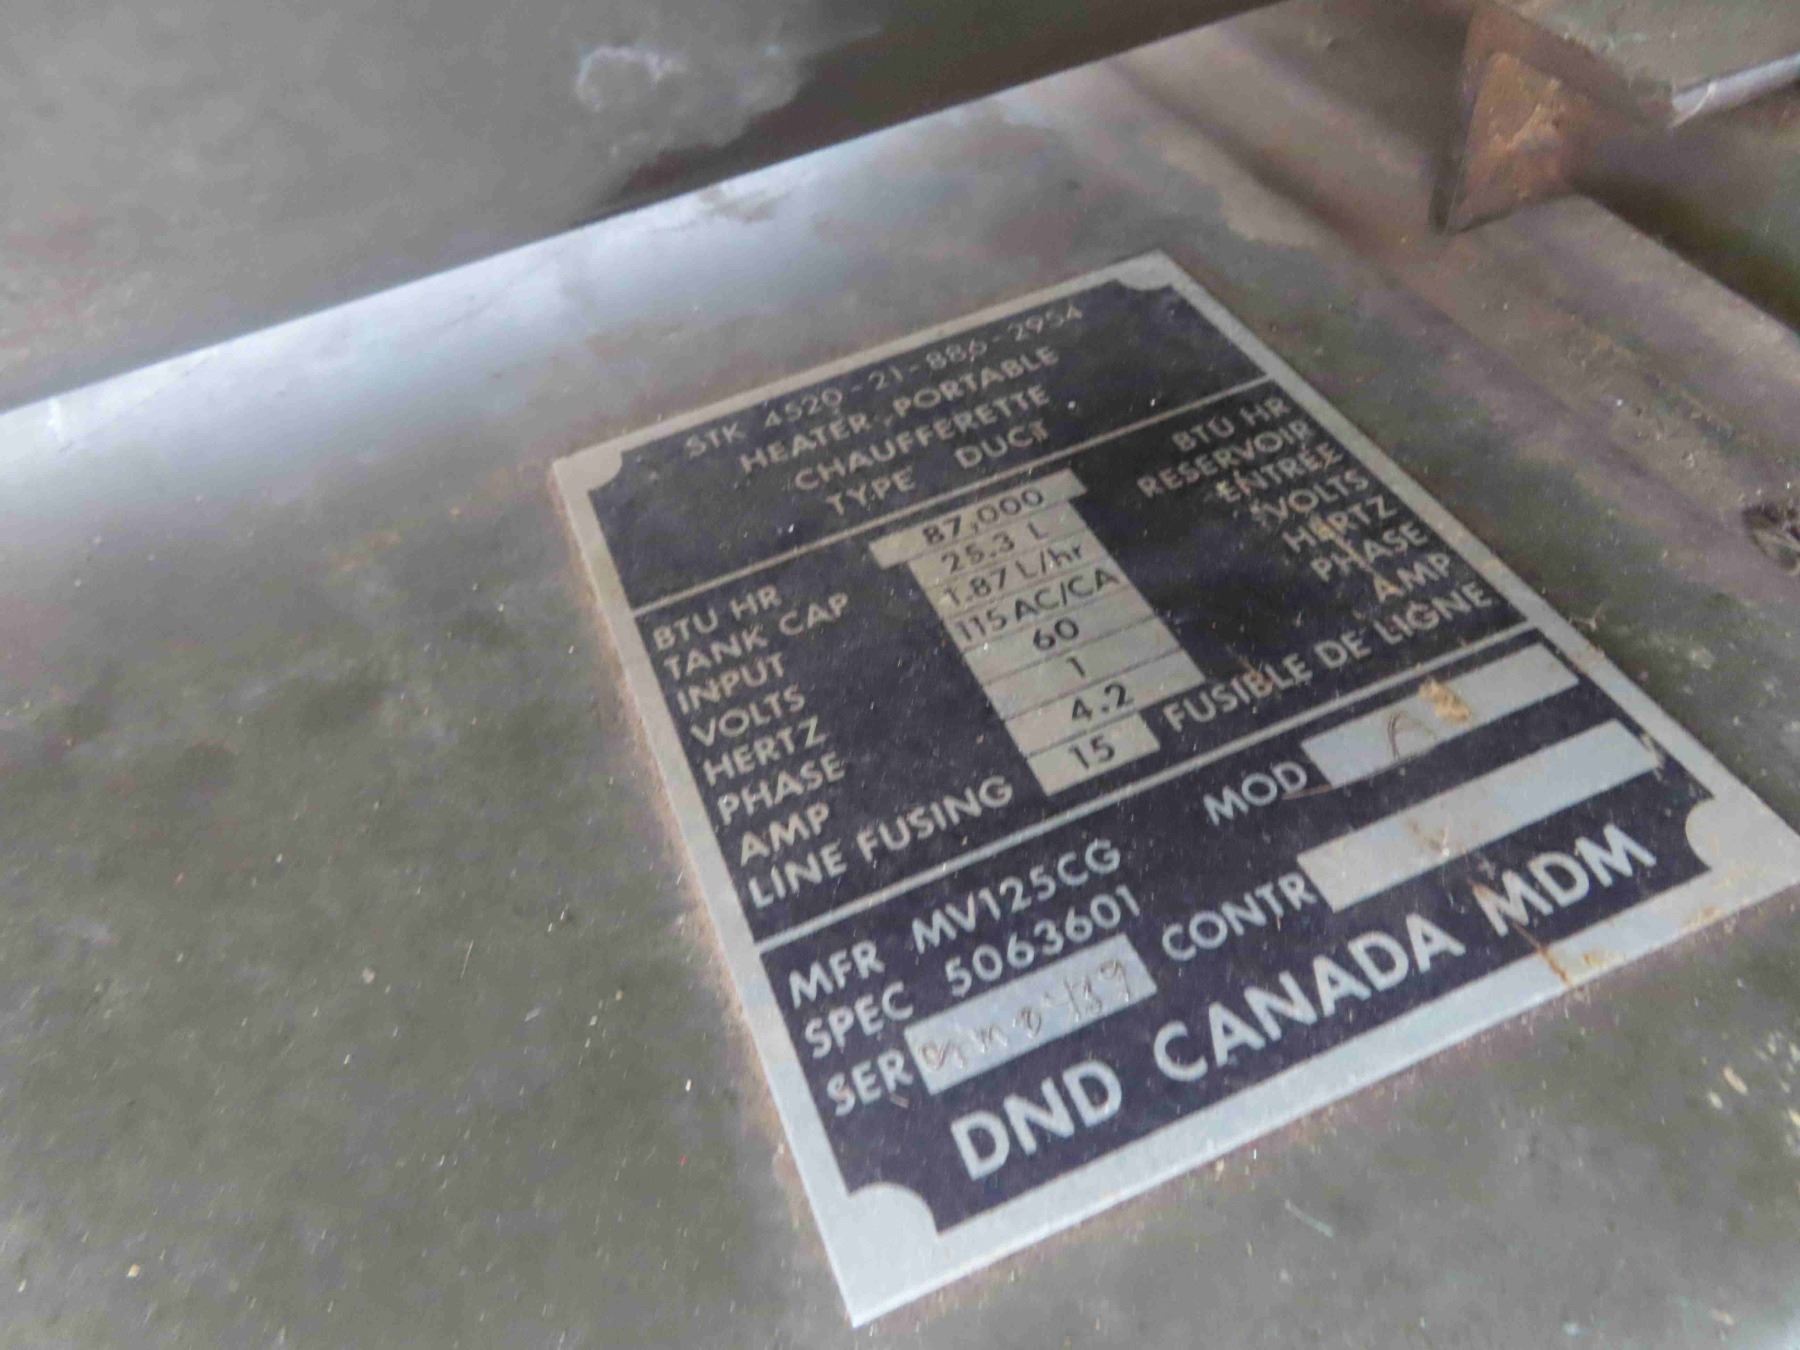 STK 4520-21-886-2954
HEATER, PORTABLE
CHAUFFERETTE
TYPE DUCT
BTU HR 87,000 BTU HR
TANK CAP 25.3 L RESERVOIR
INPUT 1.87 L/hr ENTRÉE
VOLTS 115 AC/CA VOLTS
HERTZ 60 HERTZ
PHASE 1 PHASE
AMP 4.2 AMP
LINE FUSING 15 FUSIBLE DE LIGNE
MFR MV125CG MOD A
SPEC 5063601 CONTR
SER
DND CANADA MDM